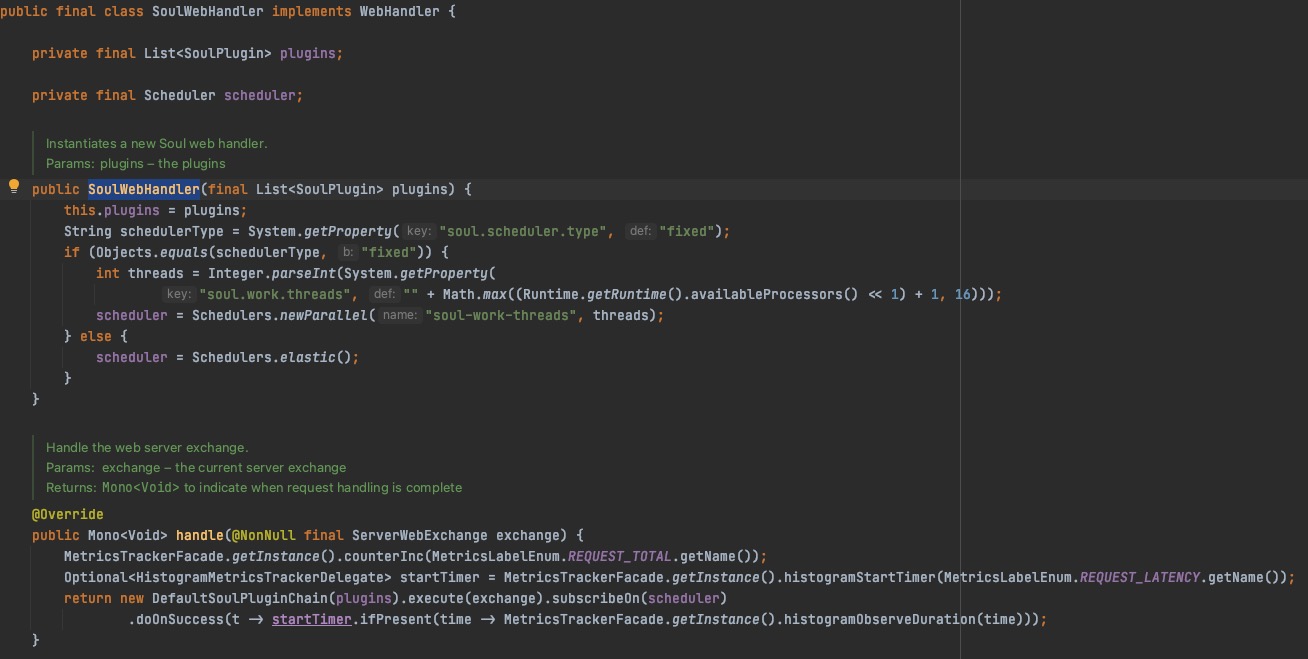 public final class SoulWebHandler implements WebHandler {
private final List<SoulPlugin> plugins;
private final Scheduler scheduler;
Instantiates a new Soul web handler.
Params: plugins – the plugins
public SoulWebHandler(final List<SoulPlugin> plugins) {
this.plugins = plugins;
String schedulerType = System.getProperty( key: "soul.scheduler.type", def: "fixed");
if (Objects.equals(schedulerType, b: "fixed")) {
int threads = Integer.parseInt(System.getProperty(
key: "soul.work.threads", def: "" + Math.max((Runtime.getRuntime().availableProcessors() << 1) + 1, 16)));
scheduler = Schedulers.newParallel( name: "soul-work-threads", threads);
} else {
scheduler = Schedulers.elastic();
}
}
Handle the web server exchange.
Params: exchange – the current server exchange
Returns: Mono<Void> to indicate when request handling is complete
@Override
public Mono<Void> handle(@NonNull final ServerWebExchange exchange) {
MetricsTrackerFacade.getInstance().counterInc(MetricsLabelEnum.REQUEST_TOTAL.getName());
Optional<HistogramMetricsTrackerDelegate> startTimer = MetricsTrackerFacade.getInstance().histogramStartTimer(MetricsLabelEnum.REQUEST_LATENCY.getName());
return new DefaultSoulPluginChain(plugins).execute(exchange).subscribeOn(scheduler)
.doOnSuccess(t -> startTimer.ifPresent(time -> MetricsTrackerFacade.getInstance().histogramObserveDuration(time)));
}